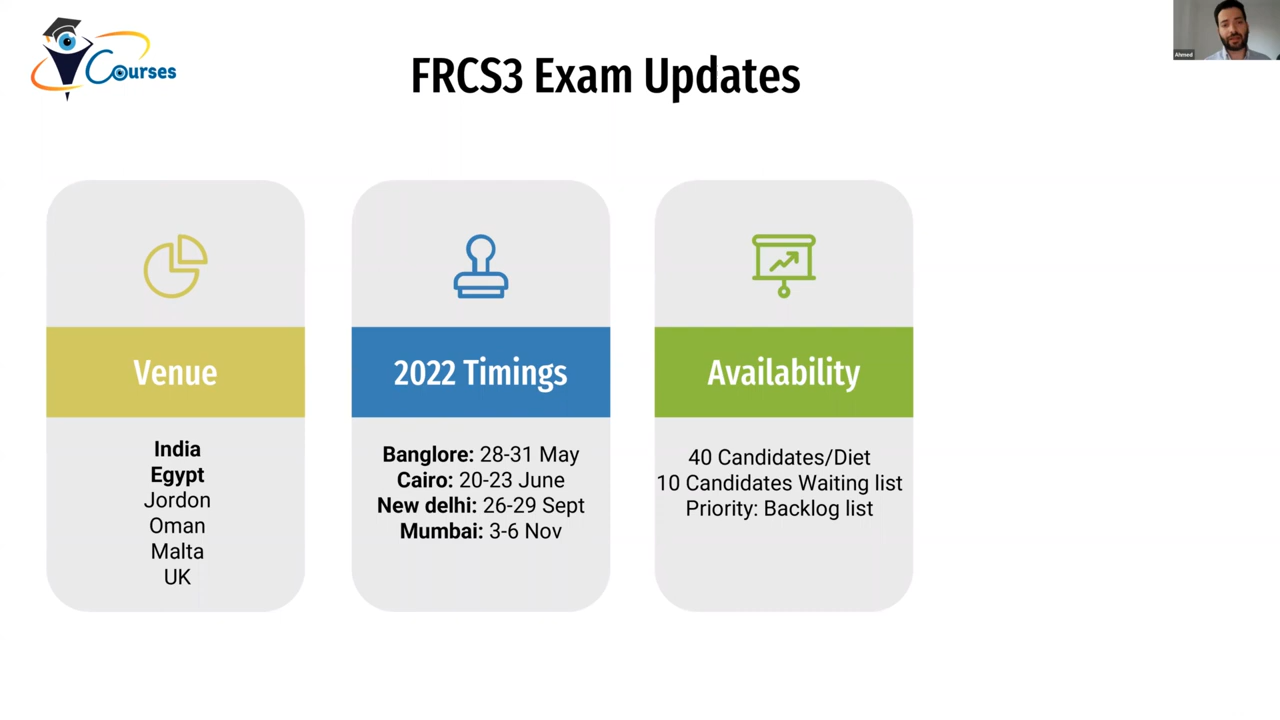 Courses
FRCS3 Exam Updates
Ahmed
Venue
India
Egypt
Jordon
Oman
Malta
UK
2022 Timings
Banglore: 28-31 May
Cairo: 20-23 June
New delhi: 26-29 Sept
Mumbai: 3-6 Nov
Availability
40 Candidates/Diet
10 Candidates Waiting list
Priority: Backlog list